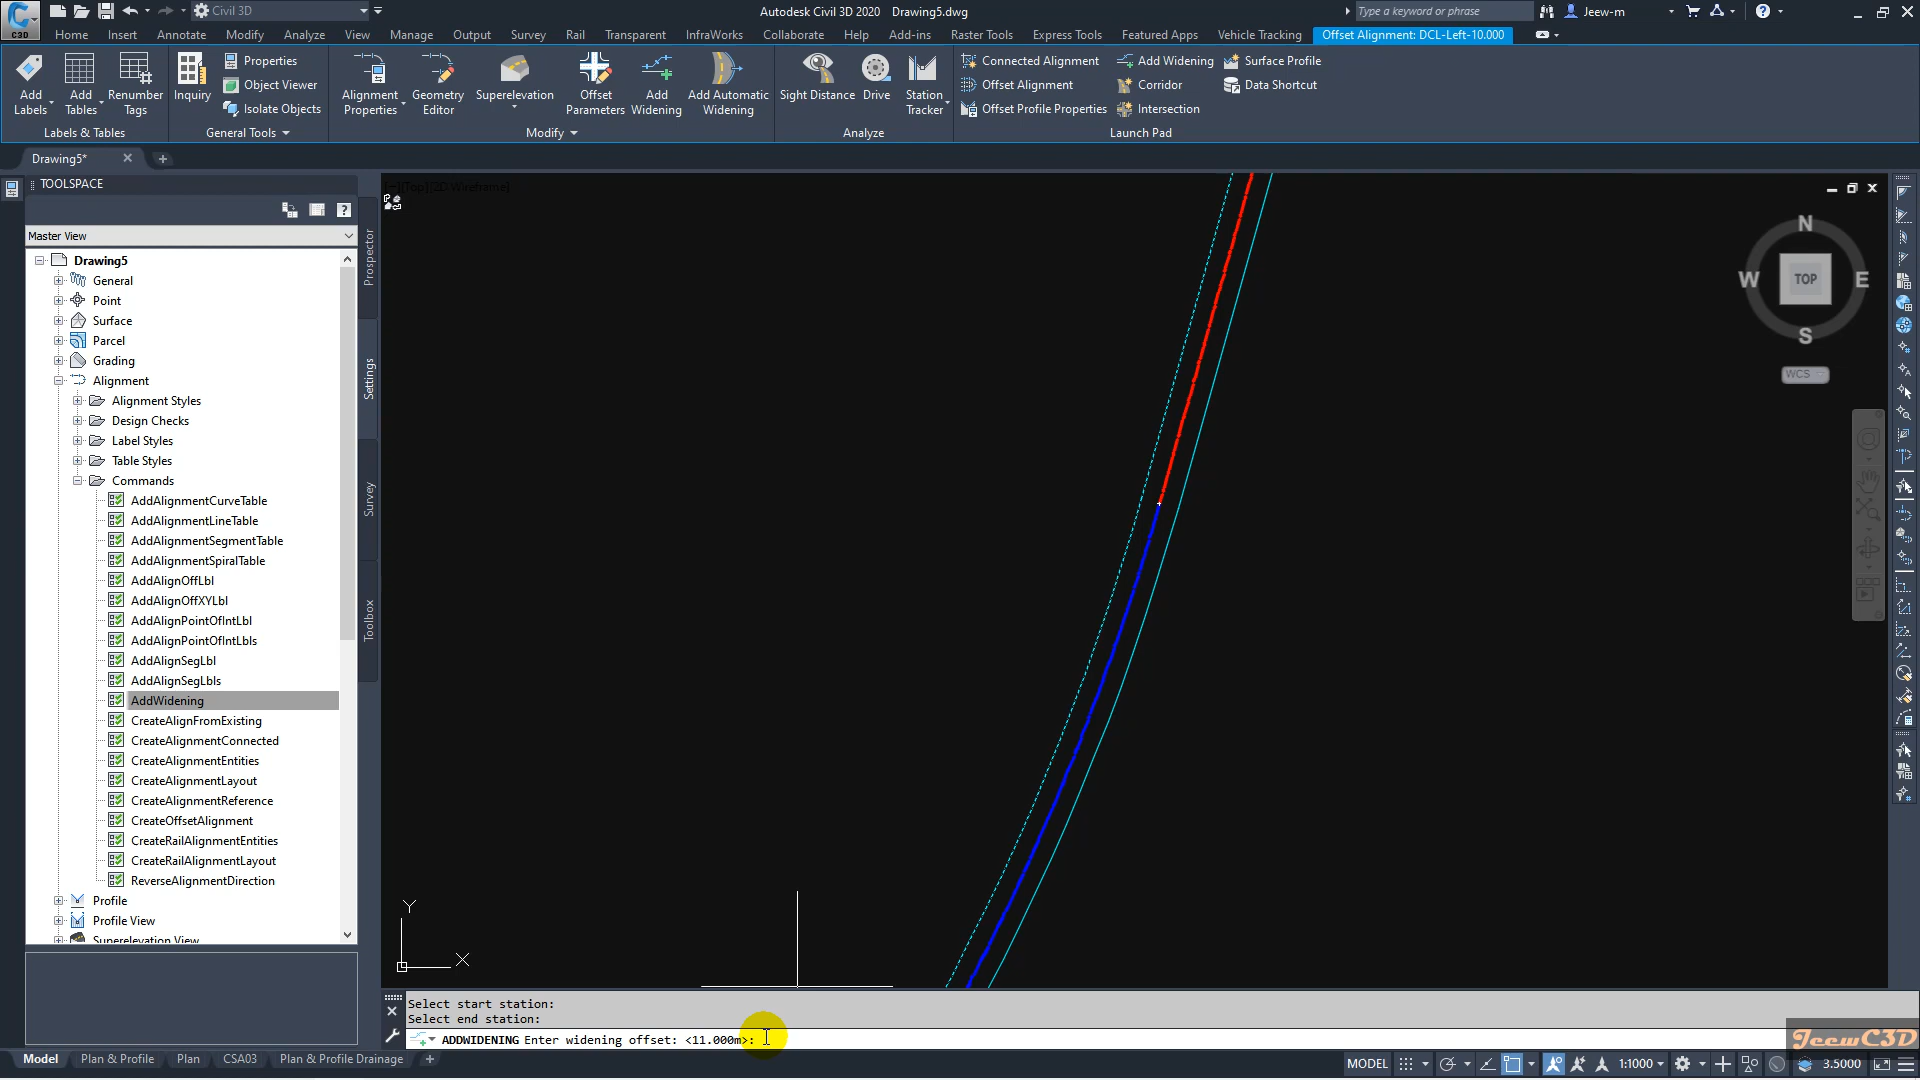 Civil 3D
Autodesk Civil 3D 2020 Drawing5.dwg
Type a keyword or phrase
Jeew-m
C3D
Home Insert Annotate Modify Analyze View Manage Output Survey Rail Transparent InfraWorks Collaborate Help Add-ins Raster Tools Express Tools Featured Apps Vehicle Tracking Offset Alignment: DCL-Left-10.000
Add Labels
Add Tables
Renumber Tags
Labels & Tables
Inquiry
Properties
Object Viewer
Isolate Objects
General Tools
Alignment Properties
Geometry Editor
Superelevation
Offset Parameters
Add Widening
Add Automatic Widening
Modify
Sight Distance
Drive
Station Tracker
Analyze
Connected Alignment
Offset Alignment
Offset Profile Properties
Add Widening
Corridor
Intersection
Surface Profile
Data Shortcut
Launch Pad
Drawing5*
TOOLSPACE
Master View
Drawing5
General
Point
Surface
Parcel
Grading
Alignment
Alignment Styles
Design Checks
Label Styles
Table Styles
Commands
AddAlignmentCurveTable
AddAlignmentLineTable
AddAlignmentSegmentTable
AddAlignmentSpiralTable
AddAlignOffLbl
AddAlignOffXYLbl
AddAlignPointOfIntLbl
AddAlignPointOfIntLbls
AddAlignSegLbl
AddAlignSegLbls
AddWidening
CreateAlignFromExisting
CreateAlignmentConnected
CreateAlignmentEntities
CreateAlignmentLayout
CreateAlignmentReference
CreateOffsetAlignment
CreateRailAlignmentEntities
CreateRailAlignmentLayout
ReverseAlignmentDirection
Profile
Profile View
Superelevation View
Prospector
Settings
Survey
Toolbox
[−][Top][2D Wireframe]
N
W TOP E
S
WCS
Y
X
Select start station:
Select end station:
ADDWIDENING Enter widening offset: <11.000m>:
JeewC3D
Model Plan & Profile Plan CSA03 Plan & Profile Drainage
MODEL 1:1000 3.5000